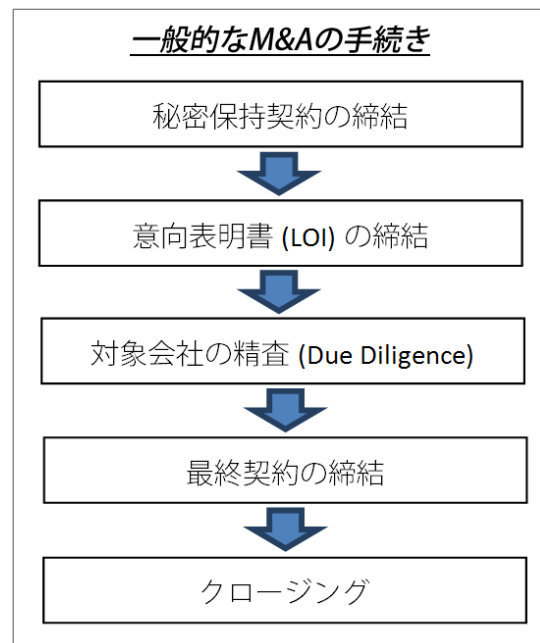 一般的なM&Aの手続き
秘密保持契約の締結
意向表明書 (LOI) の締結
対象会社の精査 (Due Diligence)
最終契約の締結
クロージング